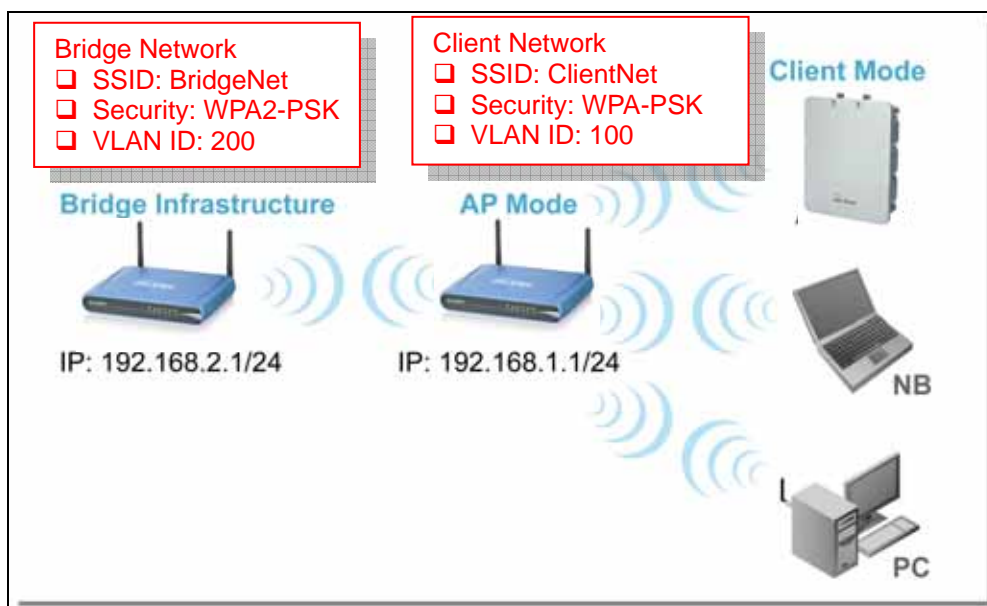 Bridge Network
❑ SSID: BridgeNet
❑ Security: WPA2-PSK
❑ VLAN ID: 200
Client Network
❑ SSID: ClientNet
❑ Security: WPA-PSK
❑ VLAN ID: 100
Client Mode
Bridge Infrastructure
AP Mode
IP: 192.168.2.1/24
IP: 192.168.1.1/24
NB
PC